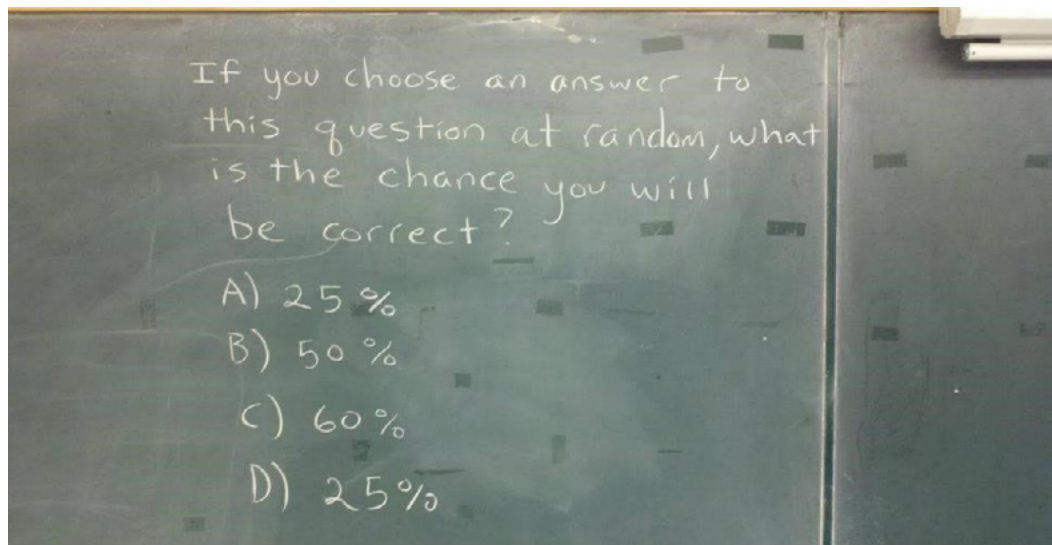 If you choose an answer to
this question at random, what
is the chance you will
be correct?
A) 25%
B) 50%
C) 60%
D) 25%